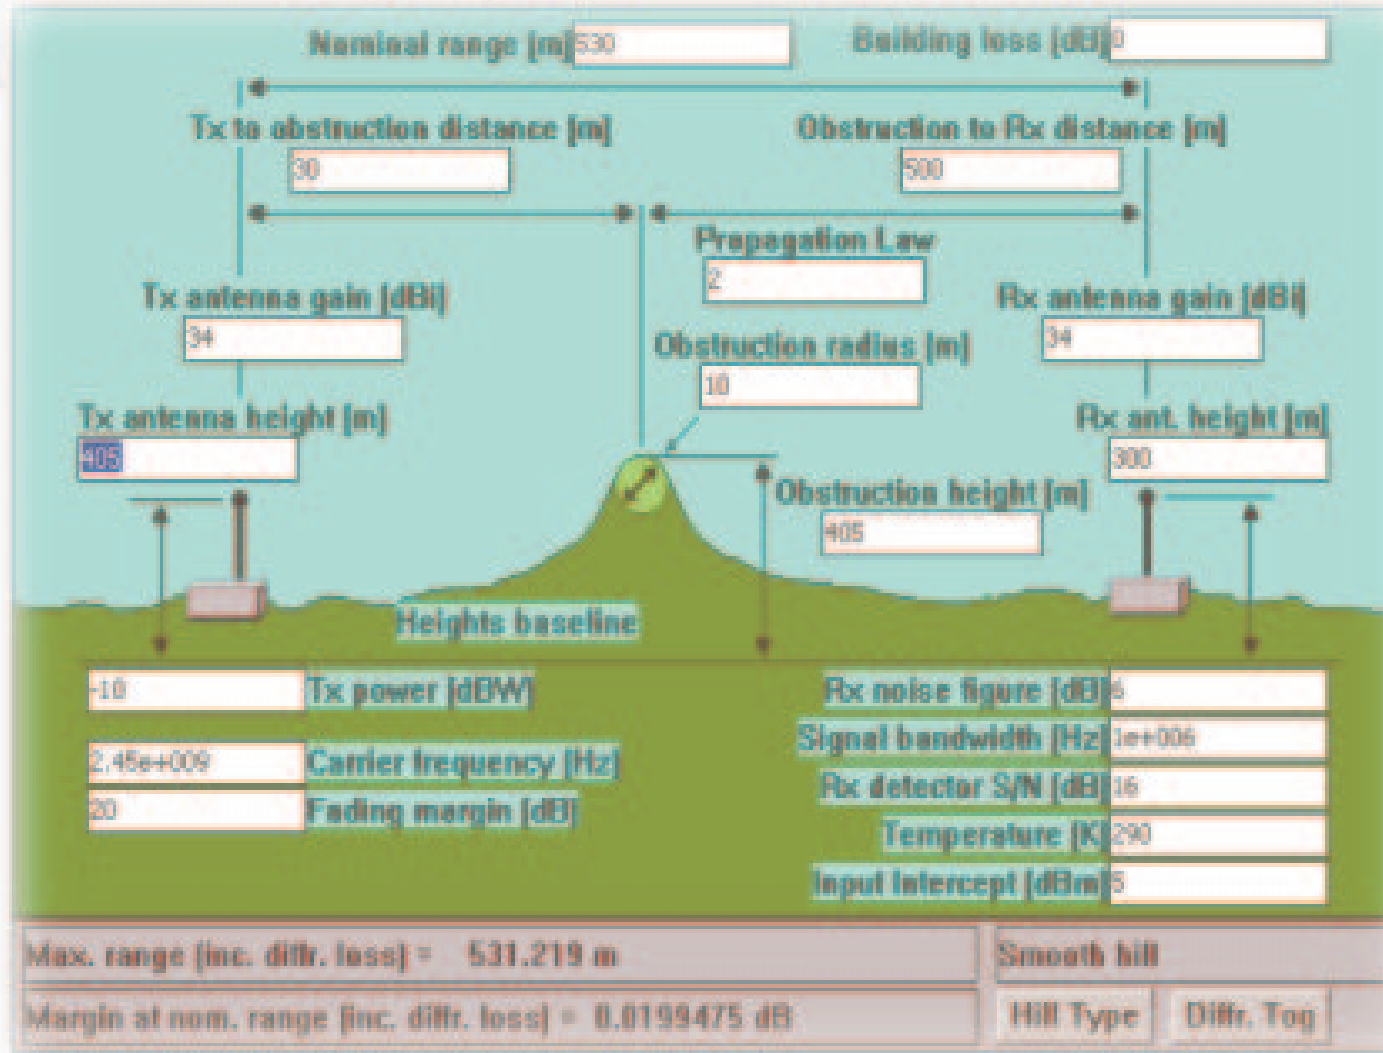 Nominal range [m] 530 Building loss [dB] 0
Tx to obstruction distance [m] Obstruction to Rx distance [m]
30 500
Propagation Law
2
Tx antenna gain [dBi] Rx antenna gain [dBi]
34 34
Obstruction radius [m]
10
Tx antenna height [m] Rx ant. height [m]
405 300
Obstruction height [m]
405
Heights baseline
-10 Tx power [dBW] Rx noise figure [dB] 6
Signal bandwidth [Hz] 1e+006
2.45e+009 Carrier frequency [Hz] Rx detector S/N [dB] 16
20 Fading margin [dB] Temperature [K] 290
Input Intercept [dBm] 5
Max. range (inc. diffr. loss) = 531.219 m Smooth hill
Margin at nom. range (inc. diffr. loss) = 0.0199475 dB Hill Type Diffr. Tog